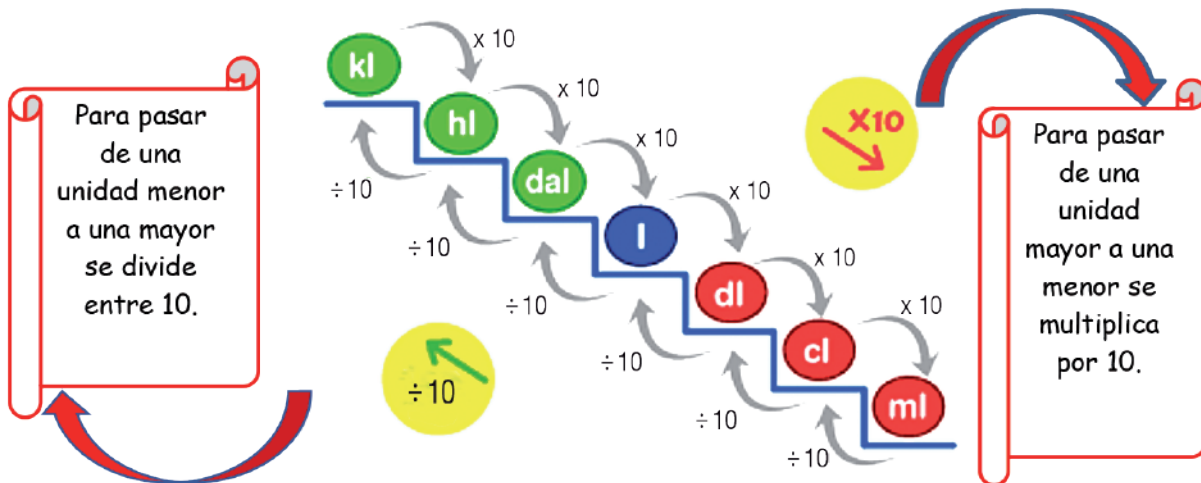 Para pasar
de una
unidad menor
a una mayor
se divide
entre 10.
kl
x 10
hl
x 10
dal
x 10
l
x 10
dl
x 10
cl
x 10
ml
÷ 10
÷ 10
÷ 10
÷ 10
÷ 10
÷ 10
÷ 10
x10
Para pasar
de una
unidad
mayor a una
menor se
multiplica
por 10.